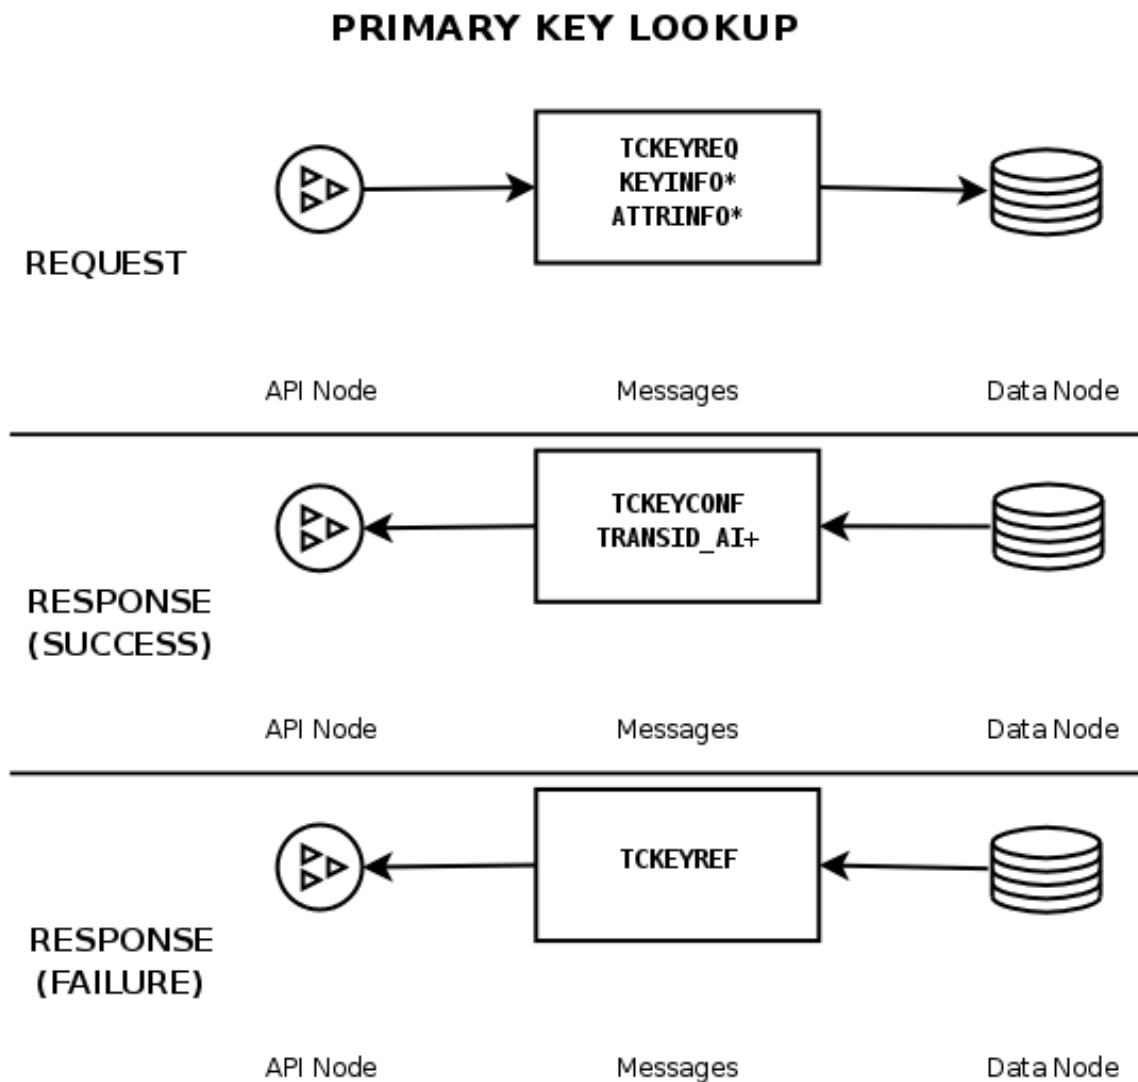 PRIMARY KEY LOOKUP
TCKEYREQ
KEYINFO*
ATTRINFO*
REQUEST
API Node
Messages
Data Node
TCKEYCONF
TRANSID_AI+
RESPONSE
(SUCCESS)
API Node
Messages
Data Node
TCKEYREF
RESPONSE
(FAILURE)
API Node
Messages
Data Node